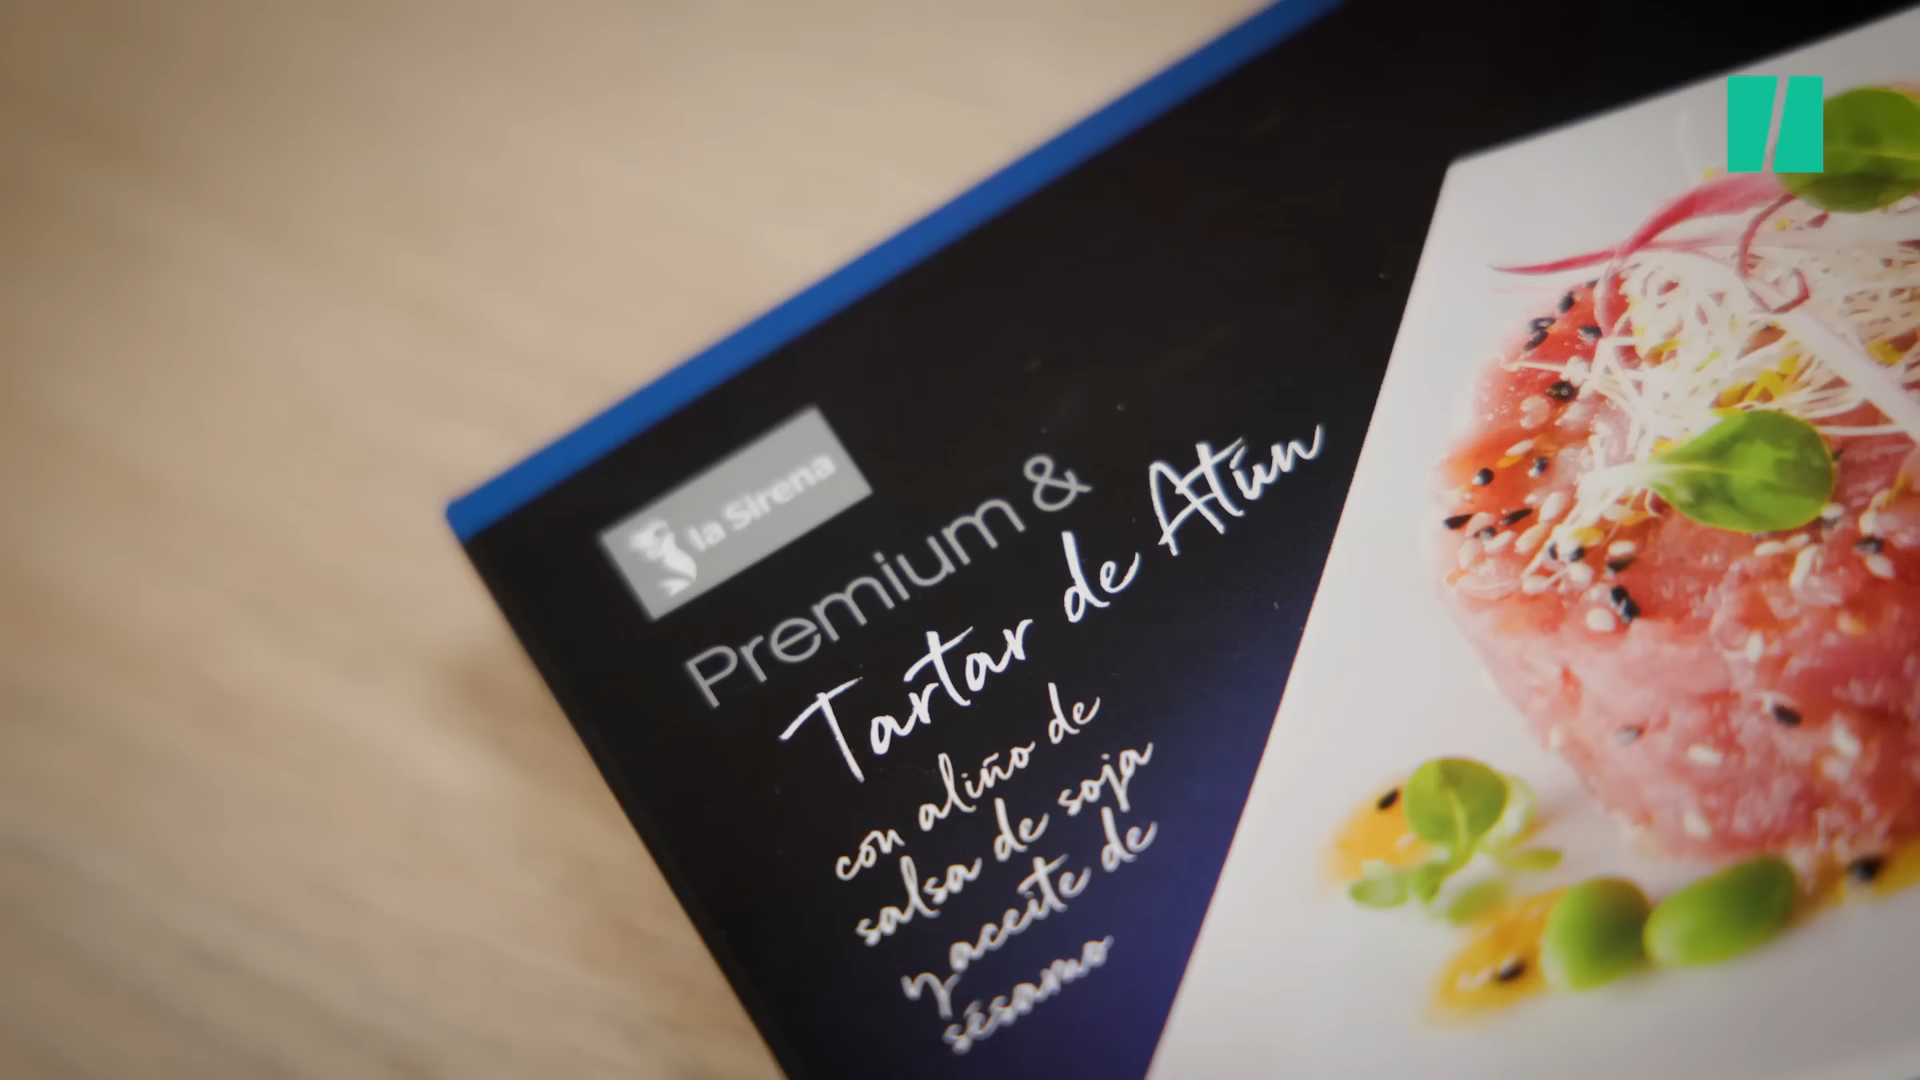 la Sirena
Premium &
Tartar de Atún
con aliño de
salsa de soja
y aceite de
sésamo